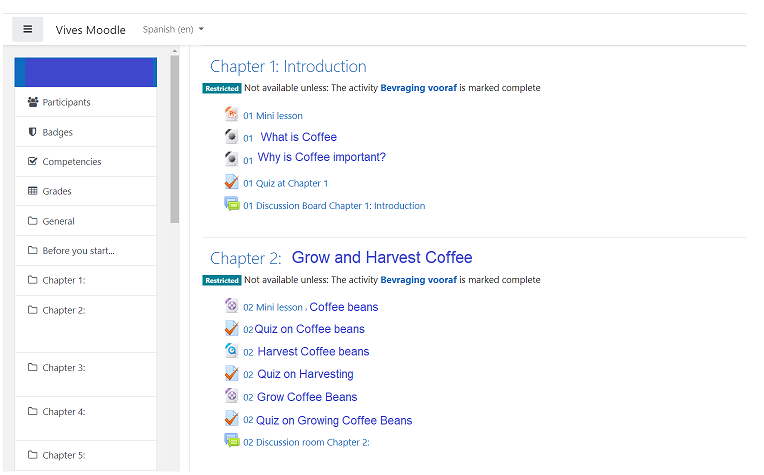 Vives Moodle Spanish (en)
Participants
Badges
Competencies
Grades
General
Before you start...
Chapter 1:
Chapter 2:
Chapter 3:
Chapter 4:
Chapter 5:
Chapter 1: Introduction
Restricted Not available unless: The activity Bevraging vooraf is marked complete
01 Mini lesson
01 What is Coffee
01 Why is Coffee important?
01 Quiz at Chapter 1
01 Discussion Board Chapter 1: Introduction
Chapter 2: Grow and Harvest Coffee
Restricted Not available unless: The activity Bevraging vooraf is marked complete
02 Mini lesson . Coffee beans
02 Quiz on Coffee beans
02 Harvest Coffee beans
02 Quiz on Harvesting
02 Grow Coffee Beans
02 Quiz on Growing Coffee Beans
02 Discussion room Chapter 2: